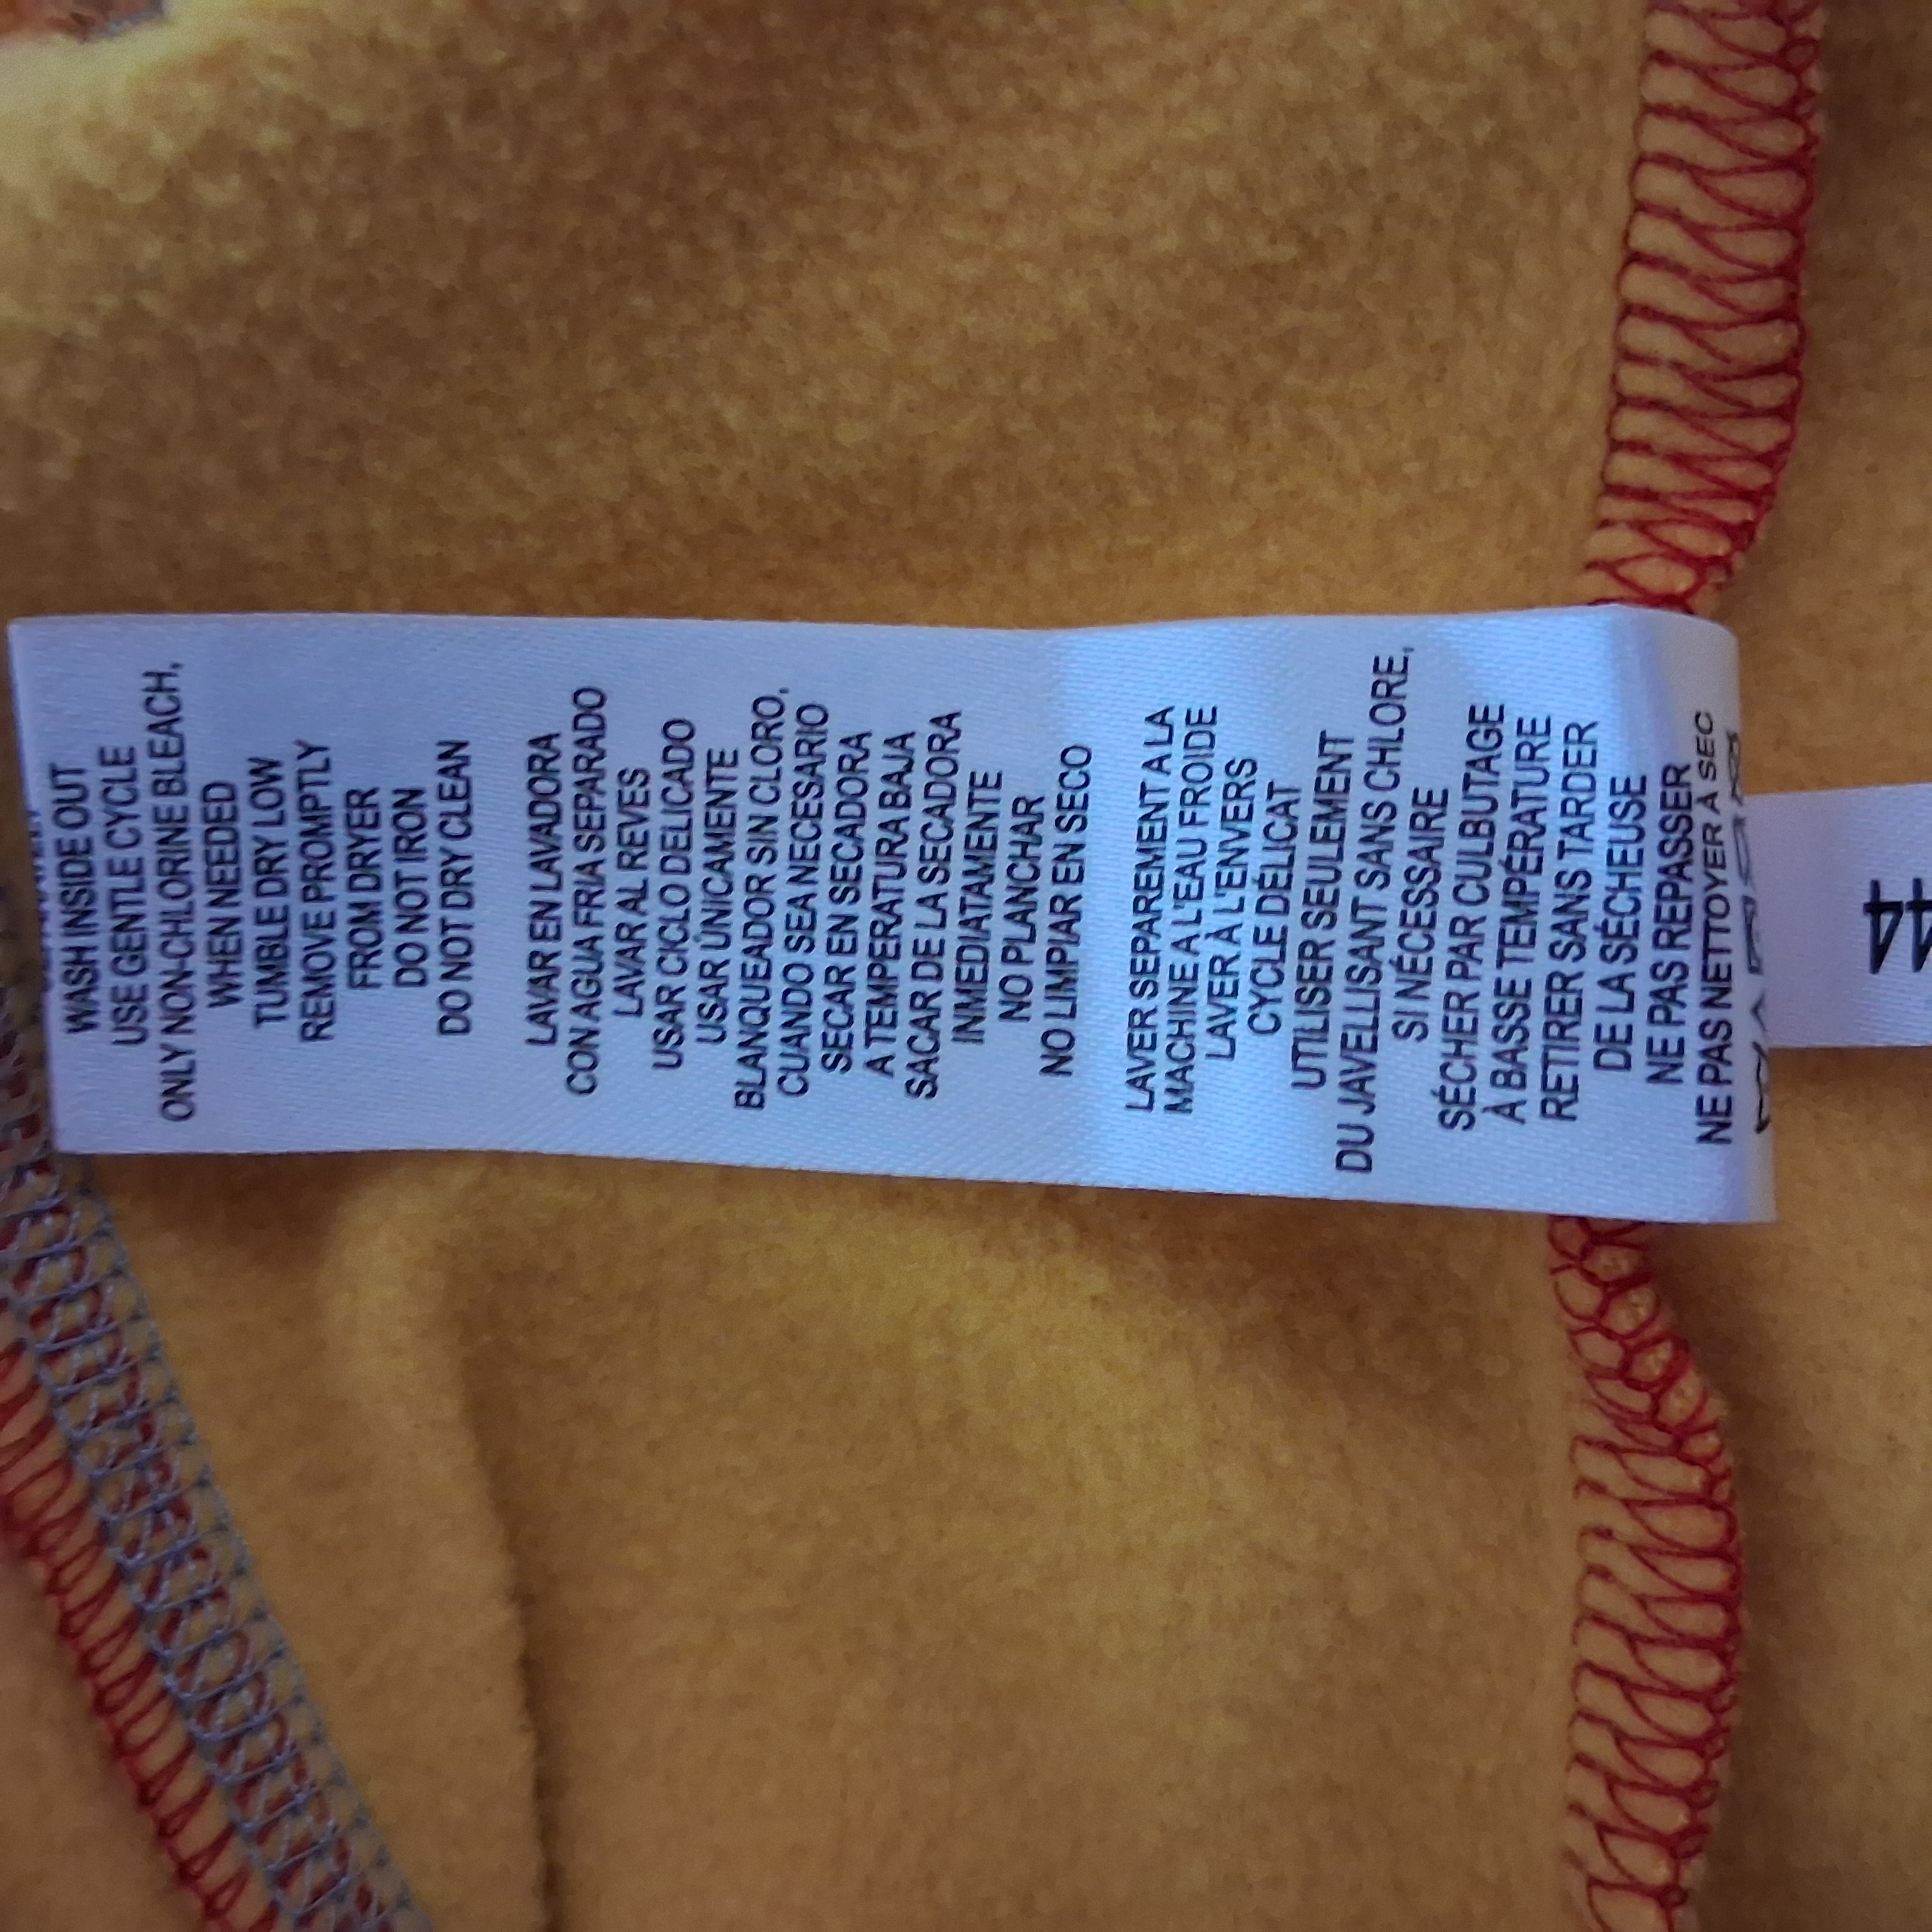 WASH INSIDE OUT
USE GENTLE CYCLE
ONLY NON-CHLORINE BLEACH,
WHEN NEEDED
TUMBLE DRY LOW
REMOVE PROMPTLY
FROM DRYER
DO NOT IRON
DO NOT DRY CLEAN
LAVAR EN LAVADORA
CON AGUA FRA SEPARADO
LAVAR AL REVES
USAR CICLO DELICADO
USAR ÚNICAMENTE
BLANQUEADOR SIN CLORO,
CUANDO SEA NECESARIO
SECAR EN SECADORA
A TEMPERATURA BAJA
SACAR DE LA SECADORA
INMEDIATAMENTE
NO PLANCHAR
NO LIMPIAR EN SECO
LAVER SEPAREMENT A LA
MACHINE A L'EAU FROIDE
LAVER À L'ENVERS
CYCLE DÉLICAT
UTILISER SEULEMENT
DU JAVELLISANT SANS CHLORE,
SI NÉCESSAIRE
SÉCHER PAR CULBUTAGE
À BASSE TEMPÉRATURE
RETIRER SANS TARDER
DE LA SÉCHEUSE
NE PAS REPASSER
NE PAS NETTOYER À SEC